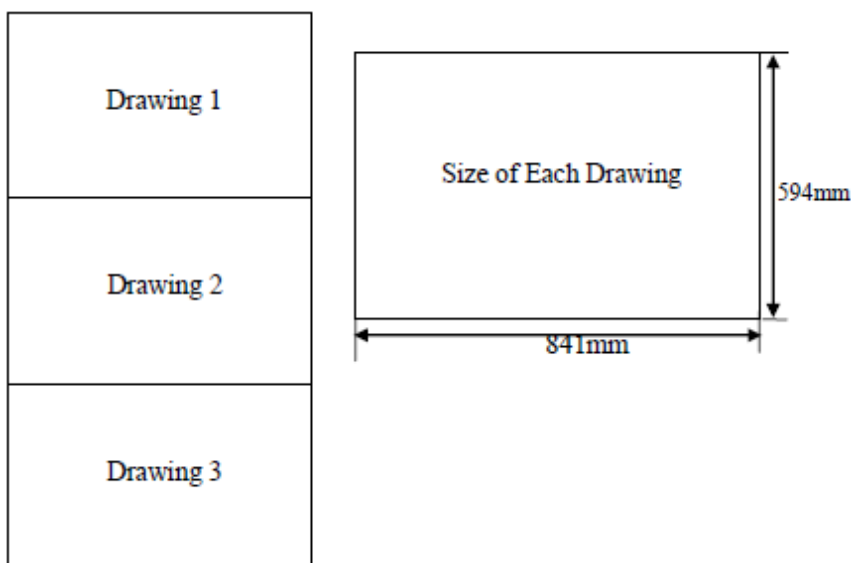 Drawing 1
Size of Each Drawing
594mm
Drawing 2
841mm
Drawing 3